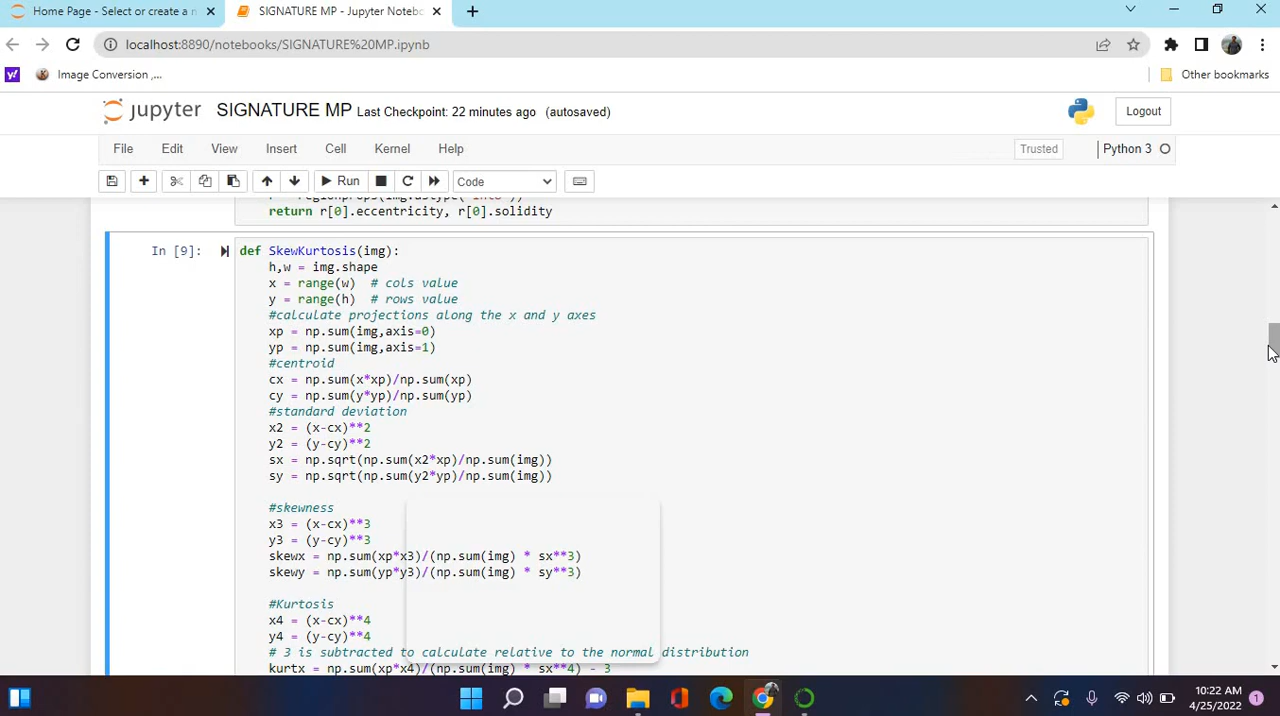 Home Page - Select or create a n
SIGNATURE MP - Jupyter Notebo
localhost:8890/notebooks/SIGNATURE%20MP.ipynb
Image Conversion ,...
Other bookmarks
jupyter SIGNATURE MP Last Checkpoint: 22 minutes ago (autosaved)
Logout
File Edit View Insert Cell Kernel Help
Trusted
Python 3
Run
Code
return r[0].eccentricity, r[0].solidity
In [9]:
def SkewKurtosis(img):
h,w = img.shape
x = range(w) # cols value
y = range(h) # rows value
#calculate projections along the x and y axes
xp = np.sum(img,axis=0)
yp = np.sum(img,axis=1)
#centroid
cx = np.sum(x*xp)/np.sum(xp)
cy = np.sum(y*yp)/np.sum(yp)
#standard deviation
x2 = (x-cx)**2
y2 = (y-cy)**2
sx = np.sqrt(np.sum(x2*xp)/np.sum(img))
sy = np.sqrt(np.sum(y2*yp)/np.sum(img))
#skewness
x3 = (x-cx)**3
y3 = (y-cy)**3
skewx = np.sum(xp*x3)/(np.sum(img) * sx**3)
skewy = np.sum(yp*y3)/(np.sum(img) * sy**3)
#Kurtosis
x4 = (x-cx)**4
y4 = (y-cy)**4
# 3 is subtracted to calculate relative to the normal distribution
kurtx = np.sum(xp*x4)/(np.sum(img) * sx**4) - 3
10:22 AM
4/25/2022
1